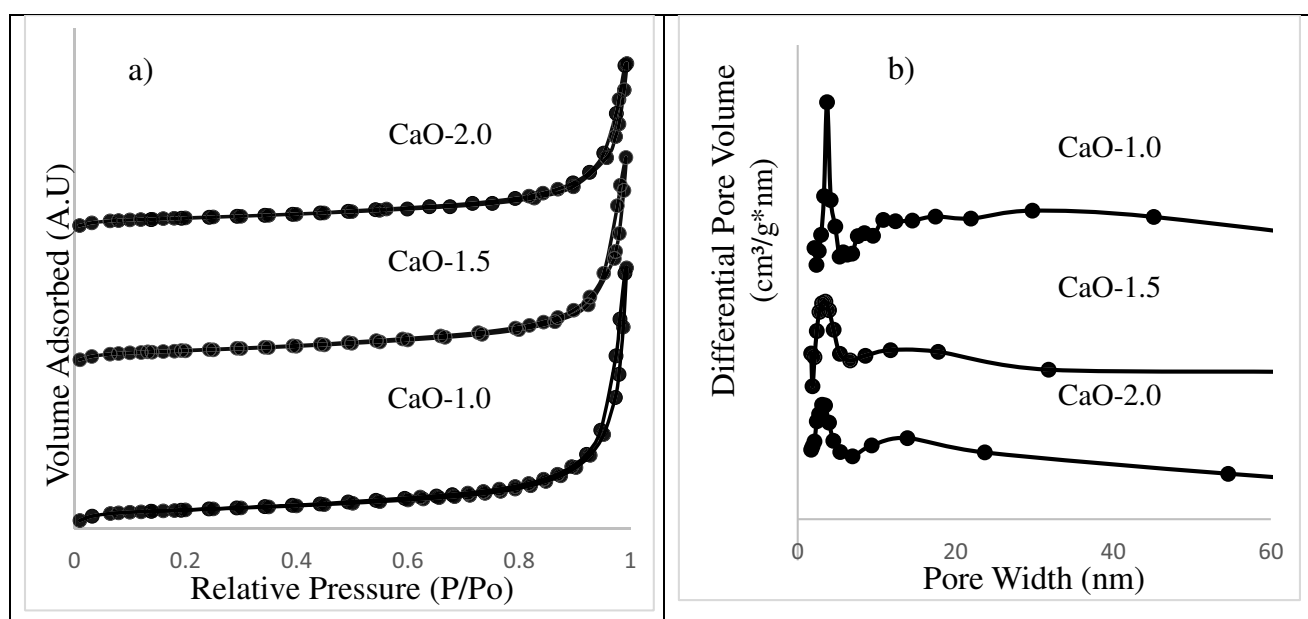 a)
CaO-2.0
CaO-1.5
CaO-1.0
Volume Adsorbed (A.U)
0 0.2 0.4 0.6 0.8 1
Relative Pressure (P/Po)
b)
CaO-1.0
CaO-1.5
CaO-2.0
Differential Pore Volume
(cm³/g*nm)
0 20 40 60
Pore Width (nm)